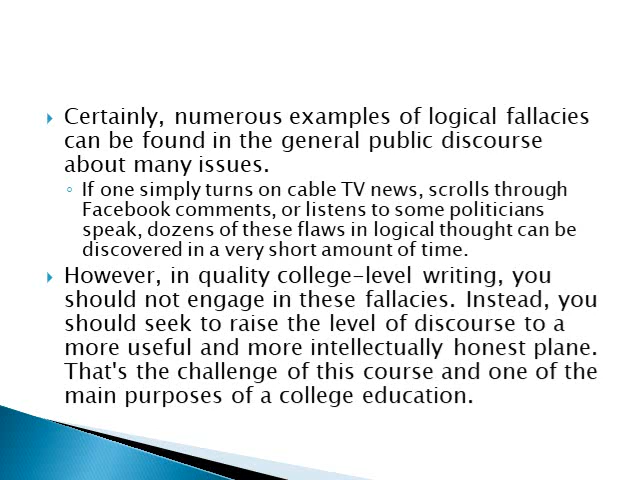 Certainly, numerous examples of logical fallacies
can be found in the general public discourse
about many issues.
If one simply turns on cable TV news, scrolls through
Facebook comments, or listens to some politicians
speak, dozens of these flaws in logical thought can be
discovered in a very short amount of time.
However, in quality college-level writing, you
should not engage in these fallacies. Instead, you
should seek to raise the level of discourse to a
more useful and more intellectually honest plane.
That's the challenge of this course and one of the
main purposes of a college education.